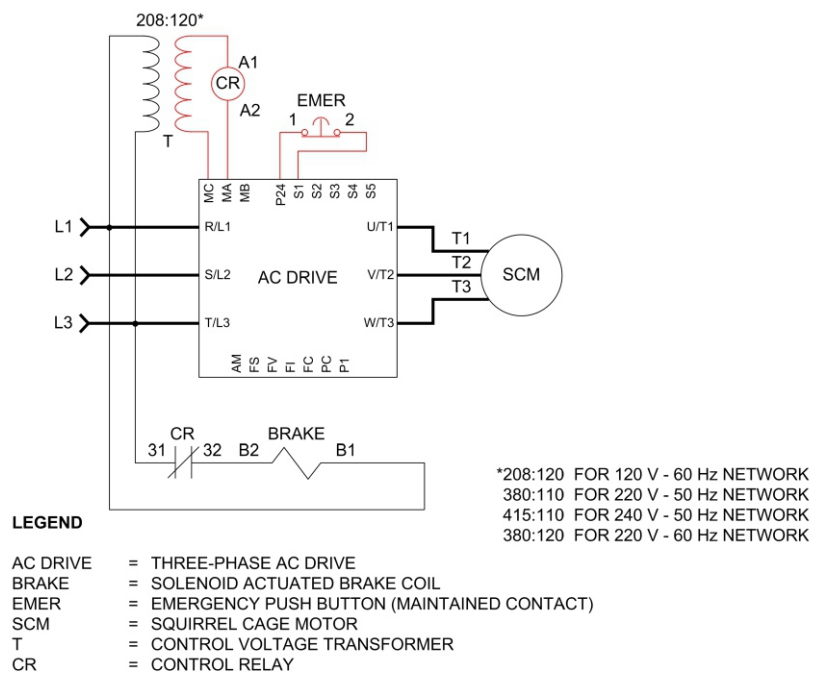 208:120*
A1
CR
A2
EMER
1 2
T
MC MA MB P24 S1 S2 S3 S4 S5
L1 R/L1 U/T1 T1
L2 S/L2 AC DRIVE V/T2 T2 SCM
L3 T/L3 W/T3 T3
AM FS FV FI FC PC P1
CR BRAKE
31 32 B2 B1
*208:120 FOR 120 V - 60 Hz NETWORK
380:110 FOR 220 V - 50 Hz NETWORK
415:110 FOR 240 V - 50 Hz NETWORK
380:120 FOR 220 V - 60 Hz NETWORK
LEGEND
AC DRIVE = THREE-PHASE AC DRIVE
BRAKE = SOLENOID ACTUATED BRAKE COIL
EMER = EMERGENCY PUSH BUTTON (MAINTAINED CONTACT)
SCM = SQUIRREL CAGE MOTOR
T = CONTROL VOLTAGE TRANSFORMER
CR = CONTROL RELAY